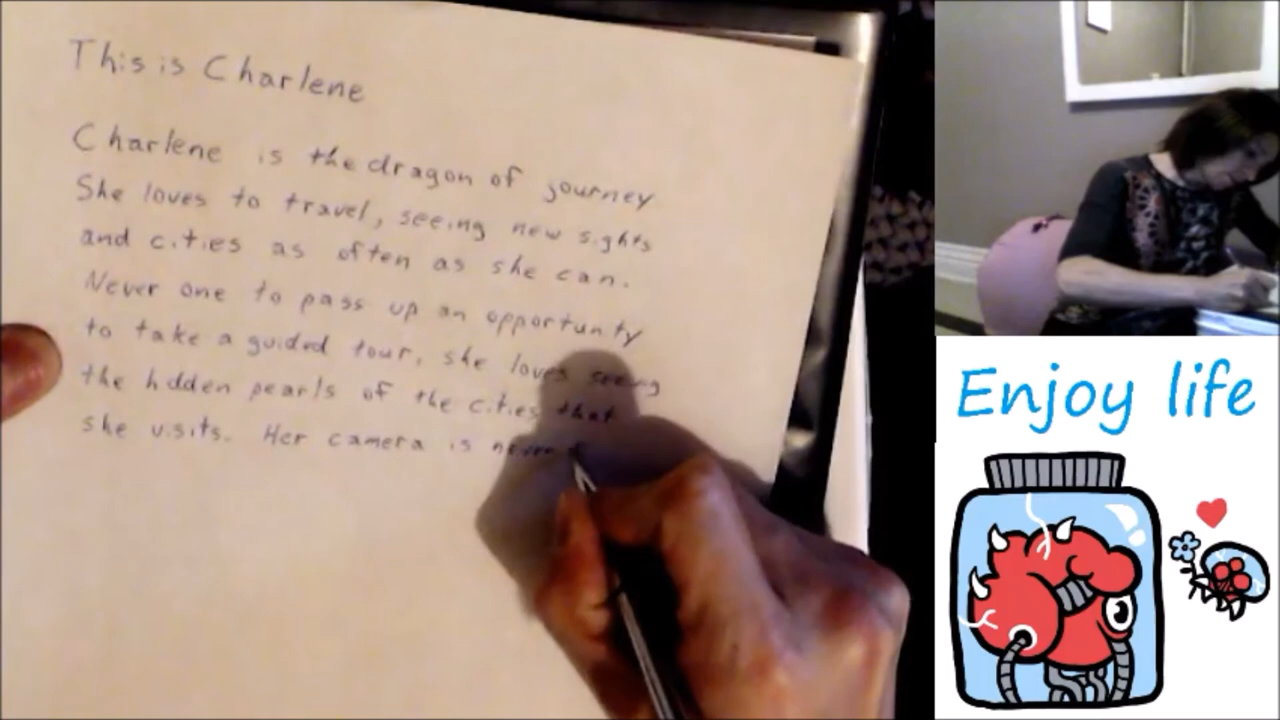 This is Charlene
Charlene is the dragon of journey
She loves to travel, seeing new sights
and cities as often as she can.
Never one to pass up an opportunity
to take a guided tour, she loves seeing
the hidden pearls of the cities that
she visits. Her camera is never
Enjoy life